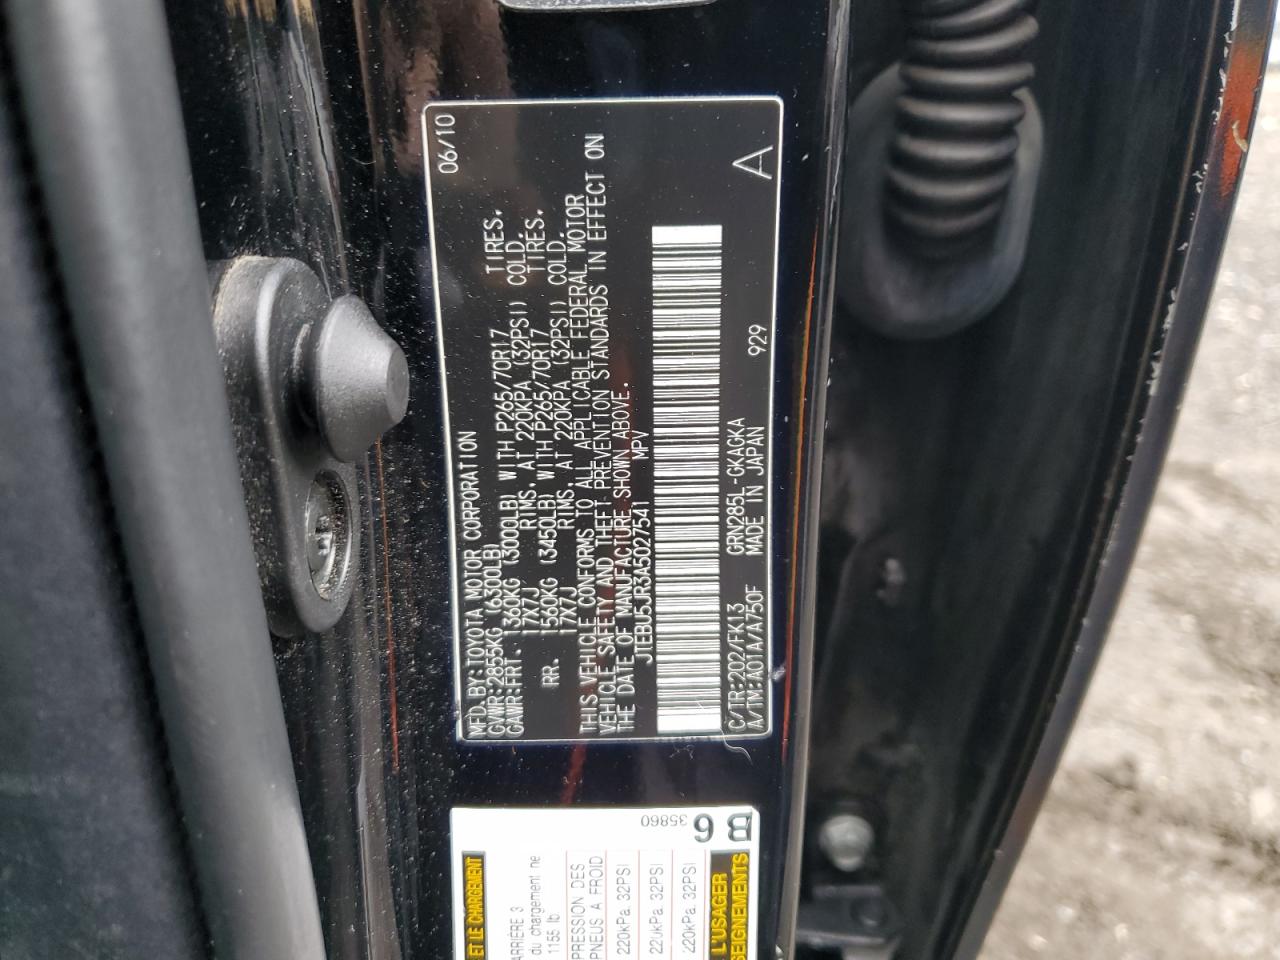 06/10
MFD.BY:TOYOTA MOTOR CORPORATION
GVWR:2855KG (6300LB)
GAWR:FRT. 1360KG (3000LB) WITH P265/70R17 TIRES.
17X7J RIMS, AT 220KPA (32PSI) COLD.
RR. 1560KG (3450LB) WITH P265/70R17 TIRES.
17X7J RIMS, AT 220KPA (32PSI) COLD.
THIS VEHICLE CONFORMS TO ALL APPLICABLE FEDERAL MOTOR
VEHICLE SAFETY AND THEFT PREVENTION STANDARDS IN EFFECT ON
THE DATE OF MANUFACTURE SHOWN ABOVE.
JTEBU5JR3A5027541 MPV
C/TR:202/FK13 GRN285L-GKAGKA 929
A/TM:A01A/A750F MADE IN JAPAN A
ET LE CHARGEMENT
ARRIÈRE 3
du chargement ne
1155 lb
PRESSION DES
PNEUS A FROID
220kPa, 32PSI
220kPa, 32PSI
220kPa, 32PSI
L'USAGER
SEIGNEMENTS
35860
B6